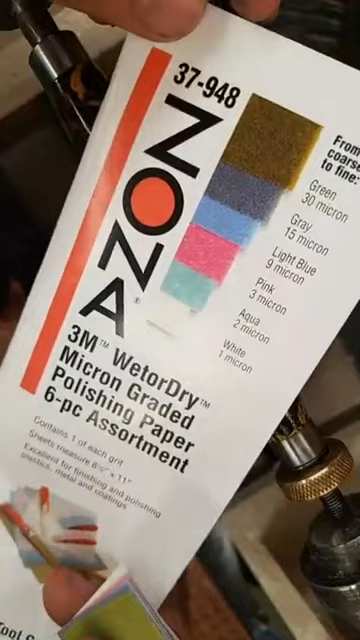 37-948
ZONA®
From
coarse
to fine:
Green
30 micron
Gray
15 micron
Light Blue
9 micron
Pink
3 micron
Aqua
2 micron
White
1 micron
3M™ WetorDry™
Micron Graded
Polishing Paper
6-pc Assortment
Contains 1 of each grit
Sheets measure 8½" x 11"
Excellent for finishing and polishing
plastics, metal and coatings